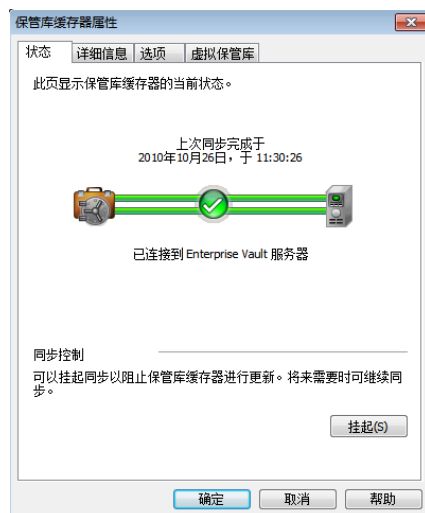 保管库缓存器属性
状态 详细信息 选项 虚拟保管库
此页显示保管库缓存器的当前状态。
上次同步完成于
2010年10月26日，于 11:30:26
已连接到 Enterprise Vault 服务器
同步控制
可以挂起同步以阻止保管库缓存器进行更新。将来需要时可继续同
步。
挂起(S)
确定 取消 帮助